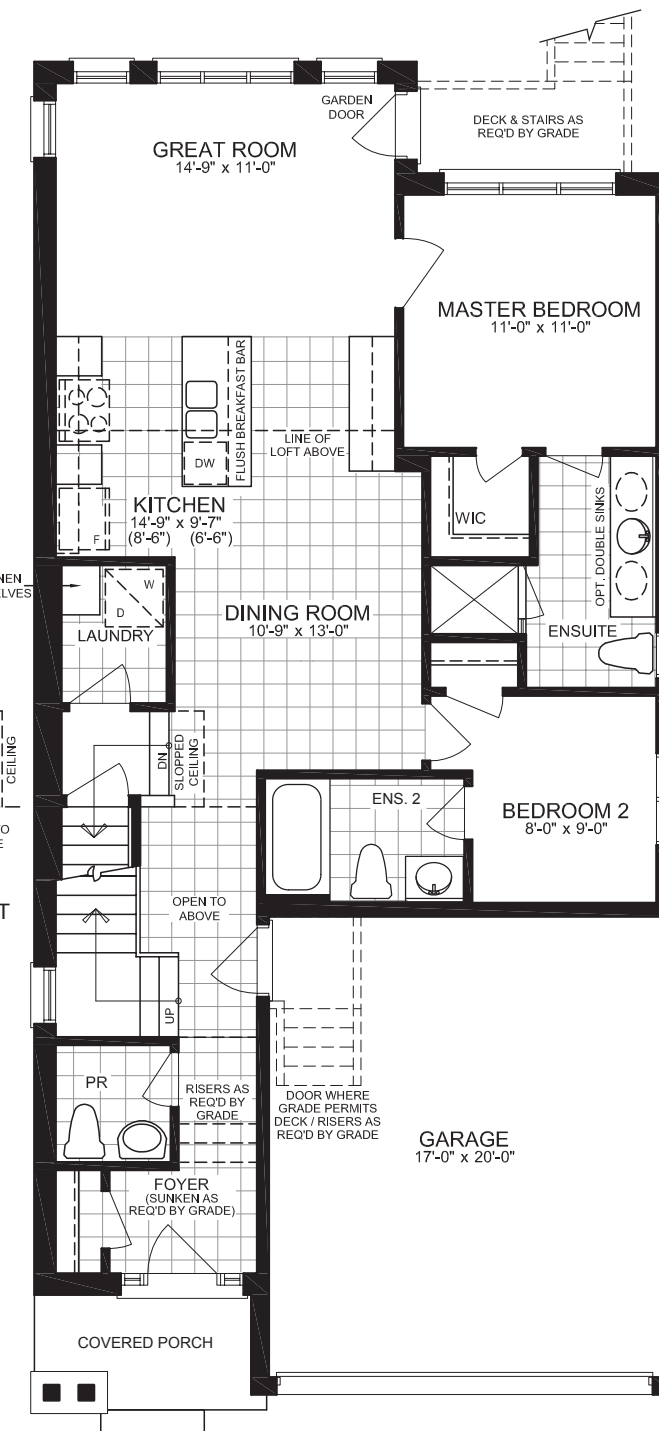 GARDEN
DOOR
DECK & STAIRS AS
REQ'D BY GRADE
GREAT ROOM
14'-9" x 11'-0"
MASTER BEDROOM
11'-0" x 11'-0"
FLUSH BREAKFAST BAR
LINE OF
LOFT ABOVE
DW
KITCHEN
14'-9" x 9'-7"
(8'-6") (6'-6")
F
WIC
OPT. DOUBLE SINKS
W
D
LAUNDRY
DINING ROOM
10'-9" x 13'-0"
ENSUITE
CEILING
DN
SLOPPED
CEILING
ENS. 2
BEDROOM 2
8'-0" x 9'-0"
OPEN TO
ABOVE
UP
PR
RISERS AS
REQ'D BY
GRADE
DOOR WHERE
GRADE PERMITS
DECK / RISERS AS
REQ'D BY GRADE
GARAGE
17'-0" x 20'-0"
FOYER
(SUNKEN AS
REQ'D BY GRADE)
COVERED PORCH